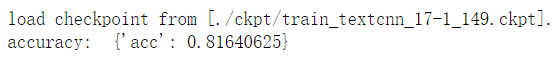 load checkpoint from [./ckpt/train_textcnn_17-1_149.ckpt].
accuracy:  {'acc': 0.81640625}